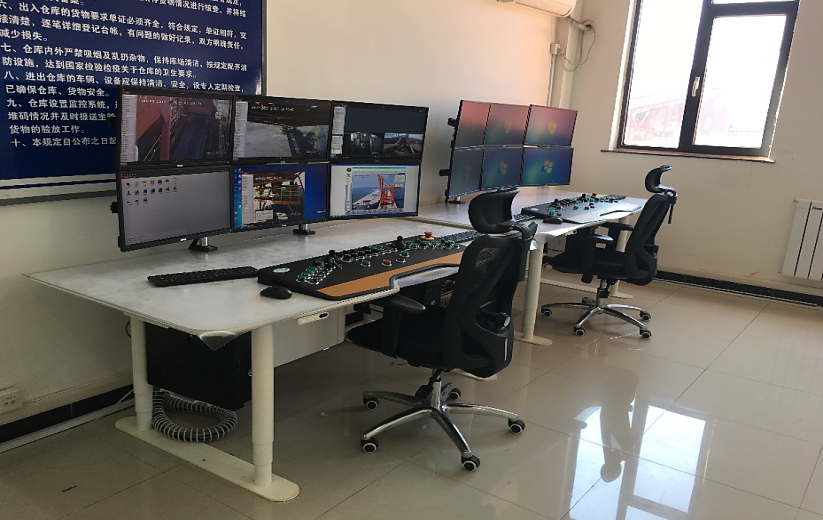 六、出入仓库的货物要求单证必须齐全，符合规定，单证相符，交
接清楚，逐笔详细登记台帐，有问题的做好记录，双方明确责任，
减少损失。
七、仓库内外严禁吸烟及乱扔杂物，保持库场清洁，按规定配齐消
防设施，达到国家检验检疫关于仓库的卫生要求。
八、进出仓库的车辆、设备应保持清洁、安全，设专人定期检查，
已确保仓库、货物安全。
九、仓库设置监控系统，
堆码情况并及时报送主管
货物的验放工作。
十、本规定自公布之日起